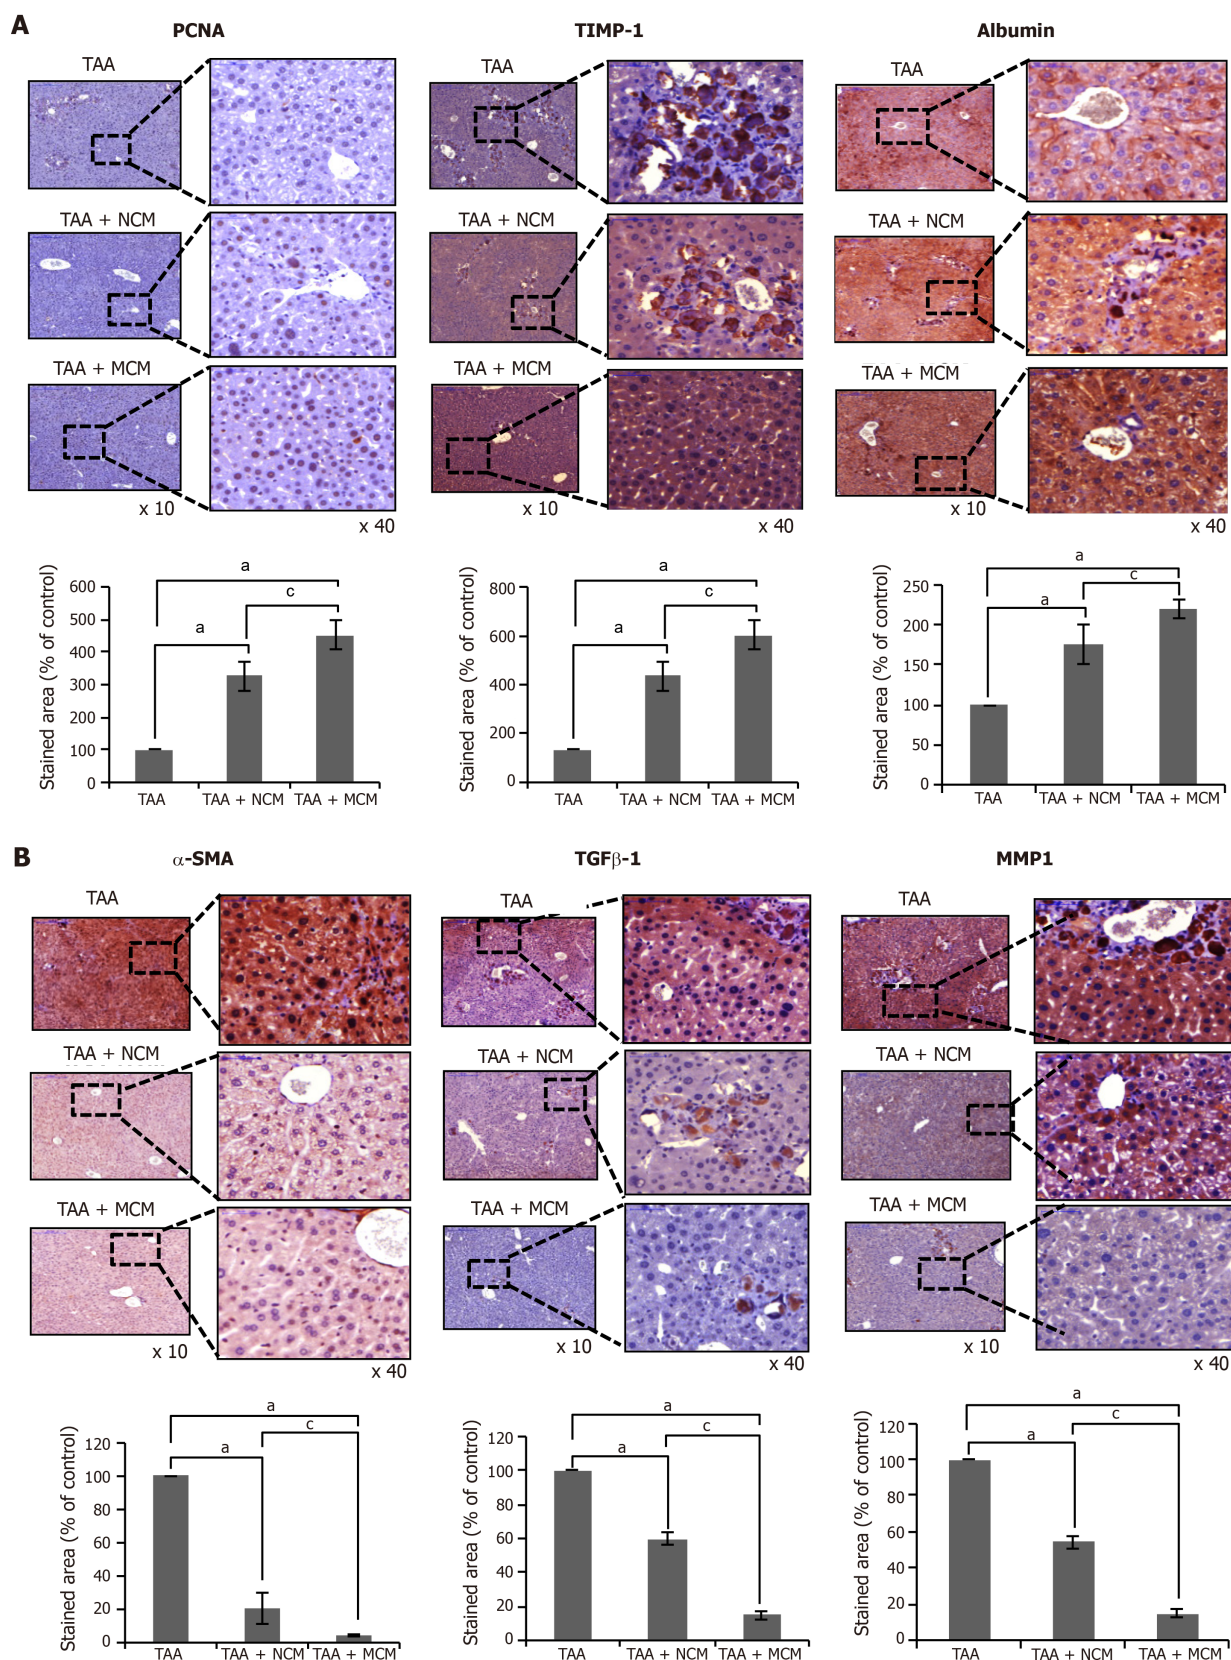 A
PCNA
TIMP-1
Albumin
TAA
TAA
TAA
TAA + NCM
TAA + NCM
TAA + NCM
TAA + MCM
TAA + MCM
TAA + MCM
x 10
x 40
x 10
x 40
x 10
x 40
Stained area (% of control)
600
500
400
300
200
100
0
a
c
a
TAA
TAA + NCM
TAA + MCM
Stained area (% of control)
800
600
400
200
0
a
c
a
TAA
TAA + NCM
TAA + MCM
Stained area (% of control)
250
200
150
100
50
0
a
c
a
TAA
TAA + NCM
TAA + MCM
B
α-SMA
TGFβ-1
MMP1
TAA
TAA
TAA
TAA + NCM
TAA + NCM
TAA + NCM
TAA + MCM
TAA + MCM
TAA + MCM
x 10
x 40
x 10
x 40
x 10
x 40
Stained area (% of control)
120
100
80
60
40
20
0
a
c
a
TAA
TAA + NCM
TAA + MCM
Stained area (% of control)
120
100
80
60
40
20
0
a
c
a
TAA
TAA + NCM
TAA + MCM
Stained area (% of control)
120
100
80
60
40
20
0
a
c
a
TAA
TAA + NCM
TAA + MCM